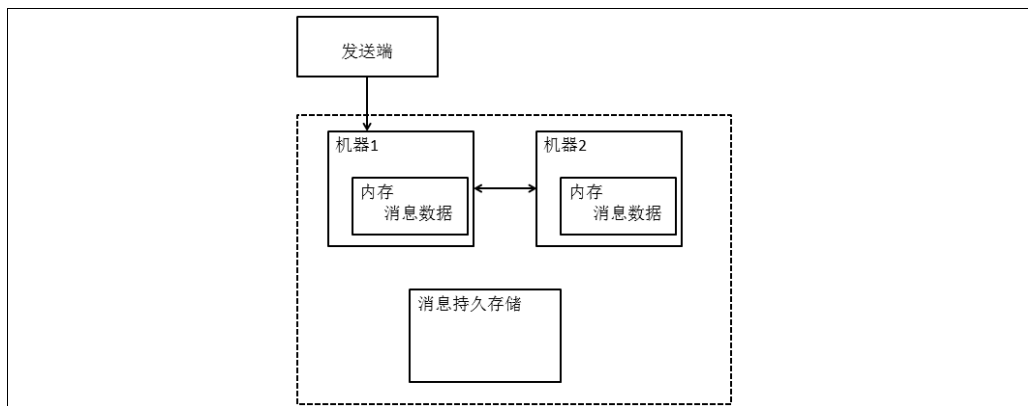 发送端
机器1
机器2
内存
消息数据
内存
消息数据
消息持久存储